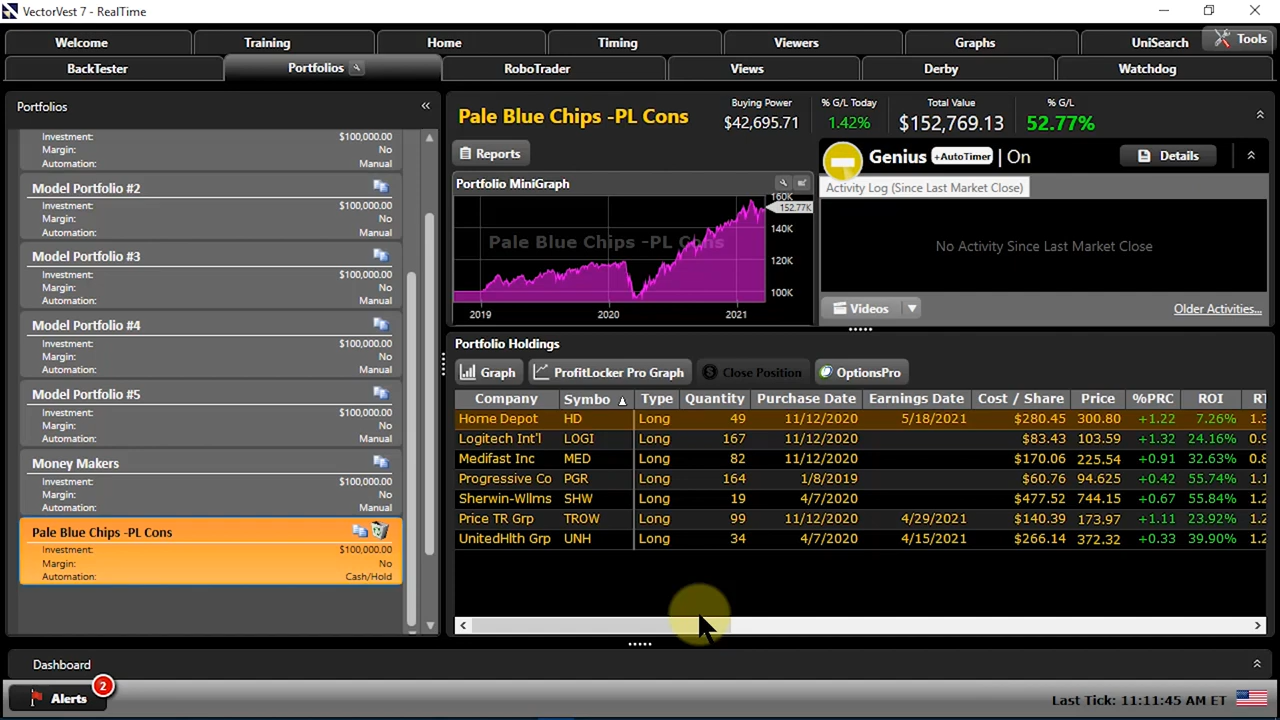 VectorVest 7 - RealTime
Welcome Training Home Timing Viewers Graphs UniSearch Tools
BackTester Portfolios RoboTrader Views Derby Watchdog
Portfolios «
Investment: $100,000.00
Margin: No
Automation: Manual
Model Portfolio #2
Investment: $100,000.00
Margin: No
Automation: Manual
Model Portfolio #3
Investment: $100,000.00
Margin: No
Automation: Manual
Model Portfolio #4
Investment: $100,000.00
Margin: No
Automation: Manual
Model Portfolio #5
Investment: $100,000.00
Margin: No
Automation: Manual
Money Makers
Investment: $100,000.00
Margin: No
Automation: Manual
Pale Blue Chips -PL Cons
Investment: $100,000.00
Margin: No
Automation: Cash/Hold
Pale Blue Chips -PL Cons
Buying Power % G/L Today Total Value % G/L
$42,695.71 1.42% $152,769.13 52.77%
Reports
Genius +AutoTimer | On Details
Portfolio MiniGraph
Activity Log (Since Last Market Close)
160K
152.77K
140K
120K
100K
Pale Blue Chips -PL Cons
2019 2020 2021
No Activity Since Last Market Close
Videos Older Activities...
Portfolio Holdings
Graph ProfitLocker Pro Graph Close Position OptionsPro
Company Symbo Type Quantity Purchase Date Earnings Date Cost / Share Price %PRC ROI RT
Home Depot HD Long 49 11/12/2020 5/18/2021 $280.45 300.80 +1.22 7.26% 1.3
Logitech Int'l LOGI Long 167 11/12/2020 $83.43 103.59 +1.32 24.16% 0.9
Medifast Inc MED Long 82 11/12/2020 $170.06 225.54 +0.91 32.63% 0.8
Progressive Co PGR Long 164 1/8/2019 $60.76 94.625 +0.42 55.74% 1.1
Sherwin-Wllms SHW Long 19 4/7/2020 $477.52 744.15 +0.67 55.84% 1.2
Price TR Grp TROW Long 99 11/12/2020 4/29/2021 $140.39 173.97 +1.11 23.92% 1.2
UnitedHlth Grp UNH Long 34 4/7/2020 4/15/2021 $266.14 372.32 +0.33 39.90% 1.2
Dashboard
Alerts 2
Last Tick: 11:11:45 AM ET